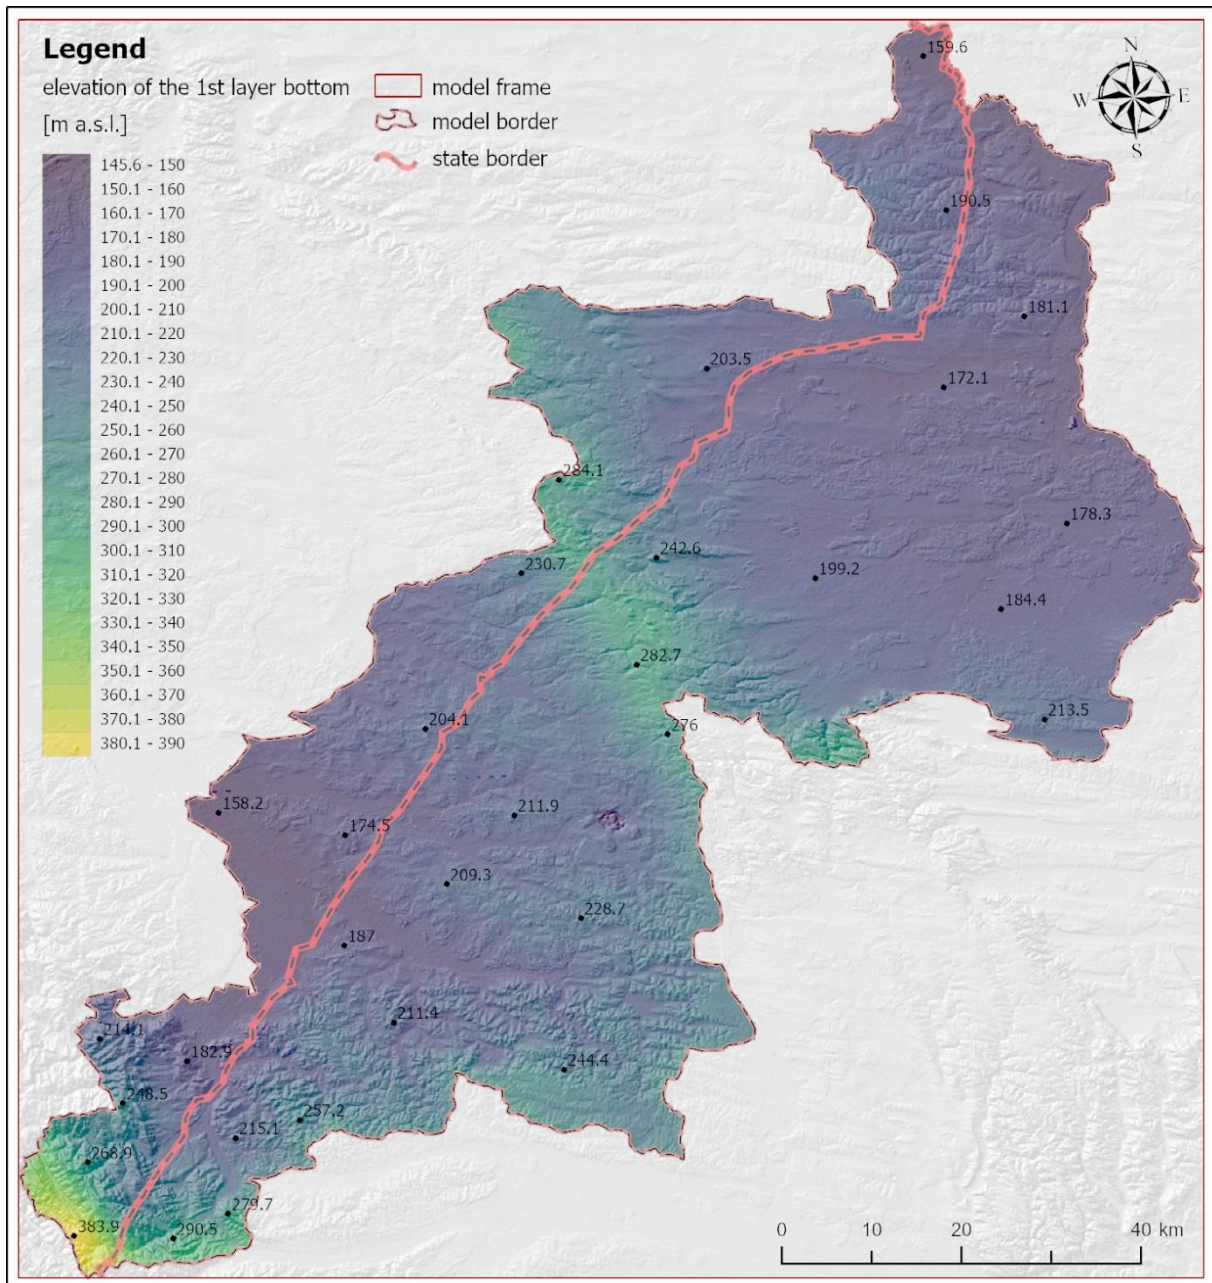 Legend
elevation of the 1st layer bottom
[m a.s.l.]
model frame
model border
state border
145.6 - 150
150.1 - 160
160.1 - 170
170.1 - 180
180.1 - 190
190.1 - 200
200.1 - 210
210.1 - 220
220.1 - 230
230.1 - 240
240.1 - 250
250.1 - 260
260.1 - 270
270.1 - 280
280.1 - 290
290.1 - 300
300.1 - 310
310.1 - 320
320.1 - 330
330.1 - 340
340.1 - 350
350.1 - 360
360.1 - 370
370.1 - 380
380.1 - 390
N
W E
S
159.6
190.5
181.1
203.5
172.1
284.1
178.3
242.6
230.7
199.2
184.4
282.7
213.5
204.1
276
158.2
211.9
174.5
209.3
228.7
187
211.4
214.1
182.9
244.4
248.5
257.2
215.1
268.9
279.7
383.9
290.5
0 10 20 40 km